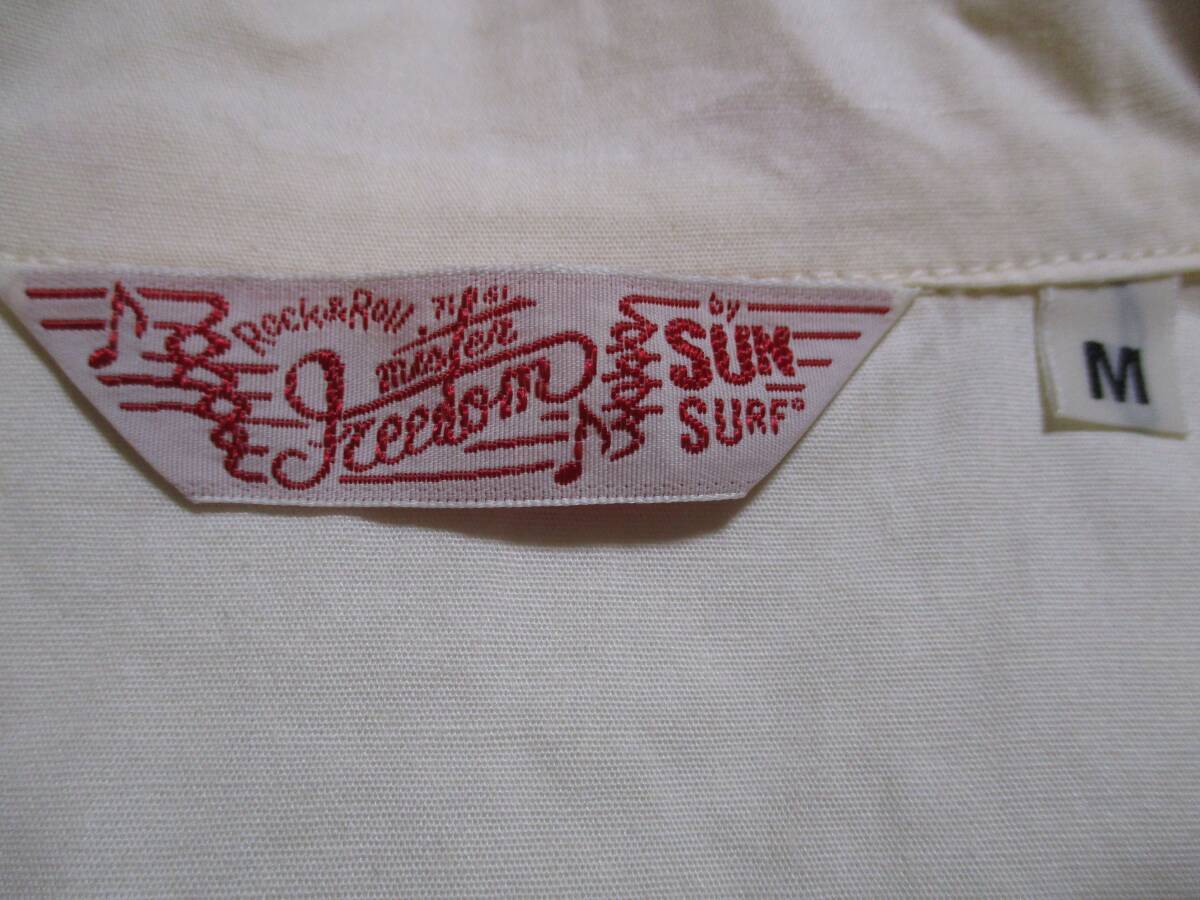 Rock & Roll
mister
Freedom
by
SUN
SURF®
M